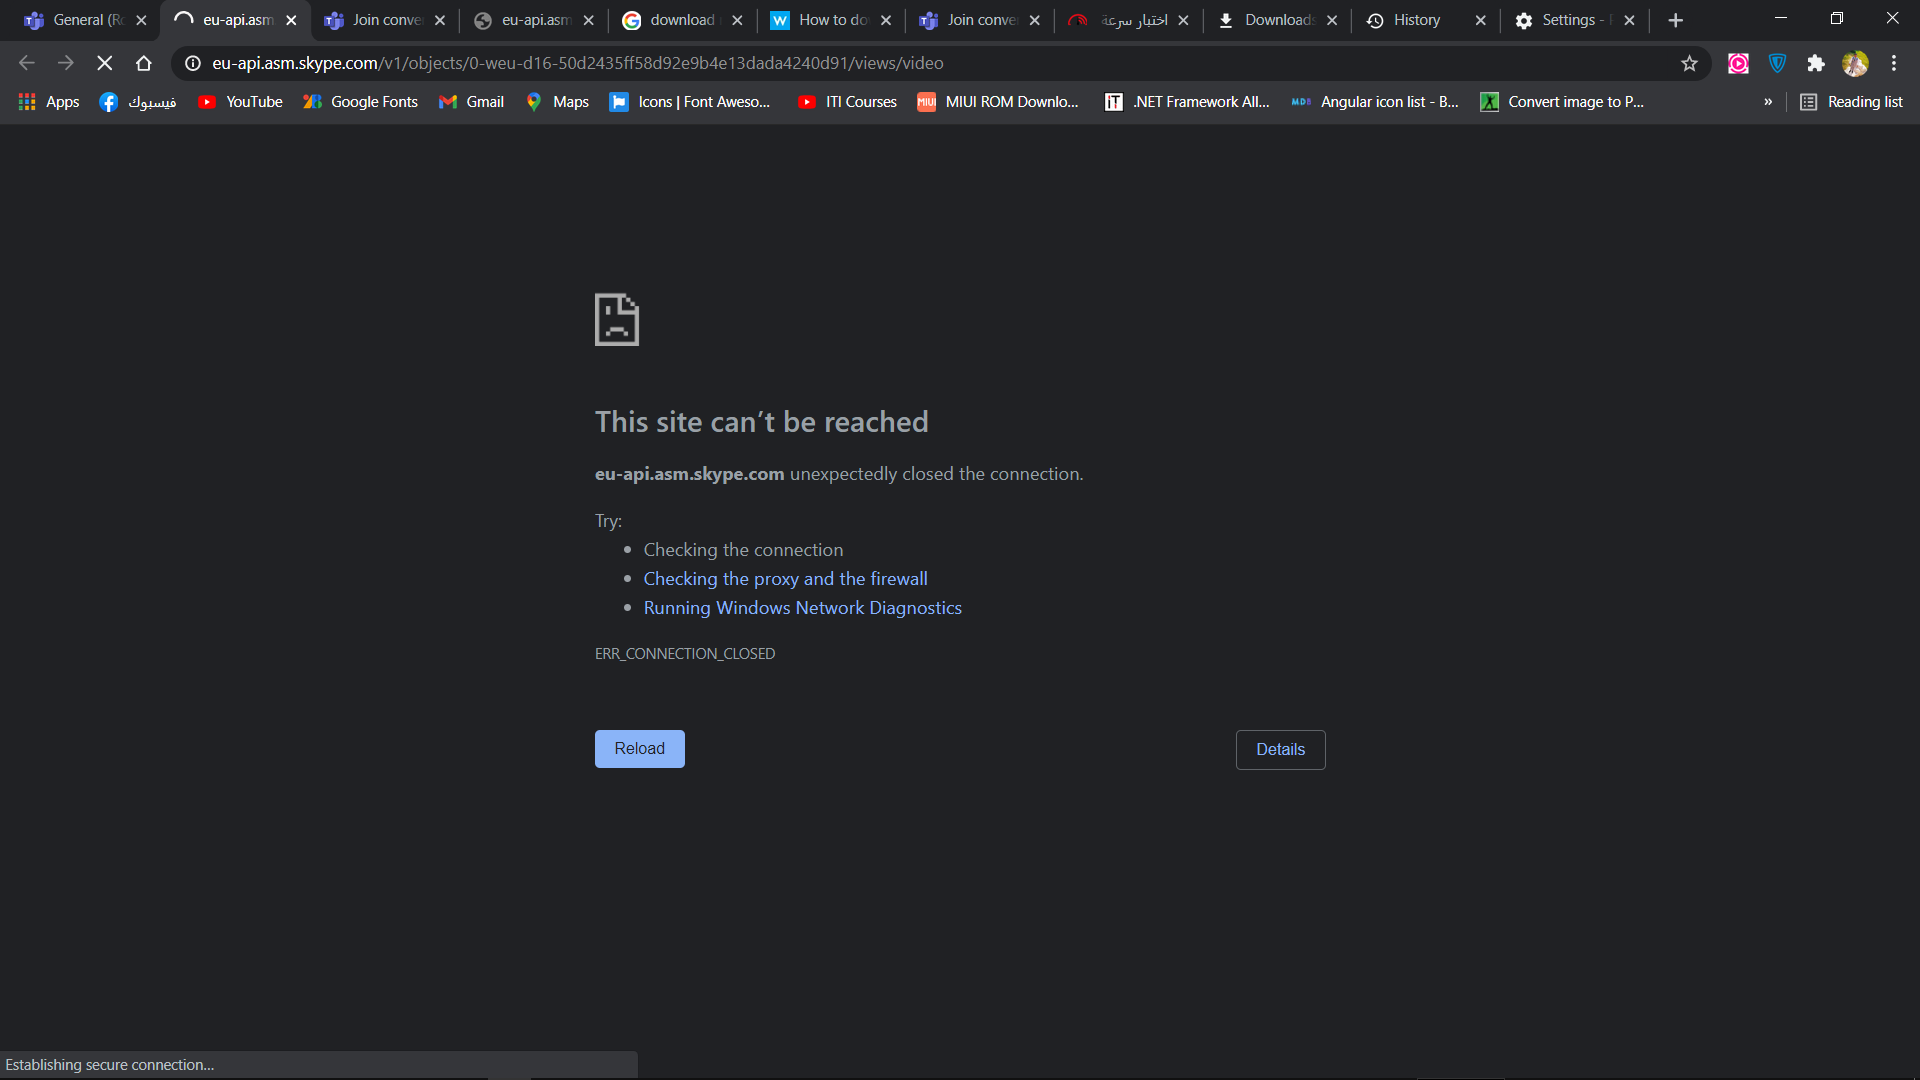 General (Ro
eu-api.asm
Join conve
eu-api.asm
download
How to do
Join conve
اختبار سرعة
Downloads
History
Settings -
eu-api.asm.skype.com/v1/objects/0-weu-d16-50d2435ff58d92e9b4e13dada4240d91/views/video
Apps
فيسبوك
YouTube
Google Fonts
Gmail
Maps
Icons | Font Aweso...
ITI Courses
MIUI ROM Downlo...
.NET Framework All...
Angular icon list - B...
Convert image to P...
»
Reading list
This site can’t be reached
eu-api.asm.skype.com unexpectedly closed the connection.
Try:
• Checking the connection
• Checking the proxy and the firewall
• Running Windows Network Diagnostics
ERR_CONNECTION_CLOSED
Reload
Details
Establishing secure connection...